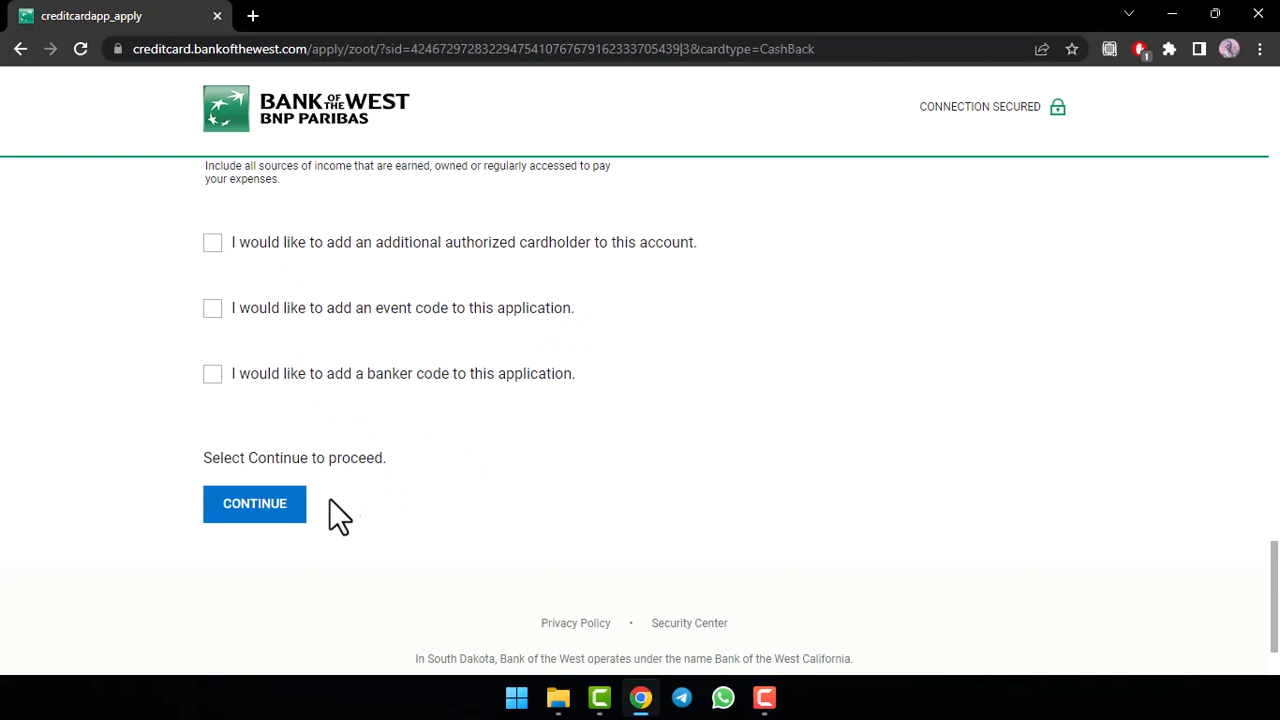 creditcardapp_apply
creditcard.bankofthewest.com/apply/zoot/?sid=42467297283229475410767679162333705439|3&cardtype=CashBack
1
BANK OF THE WEST
BNP PARIBAS
CONNECTION SECURED
Include all sources of income that are earned, owned or regularly accessed to pay
your expenses.
I would like to add an additional authorized cardholder to this account.
I would like to add an event code to this application.
I would like to add a banker code to this application.
Select Continue to proceed.
CONTINUE
Privacy Policy • Security Center
In South Dakota, Bank of the West operates under the name Bank of the West California.